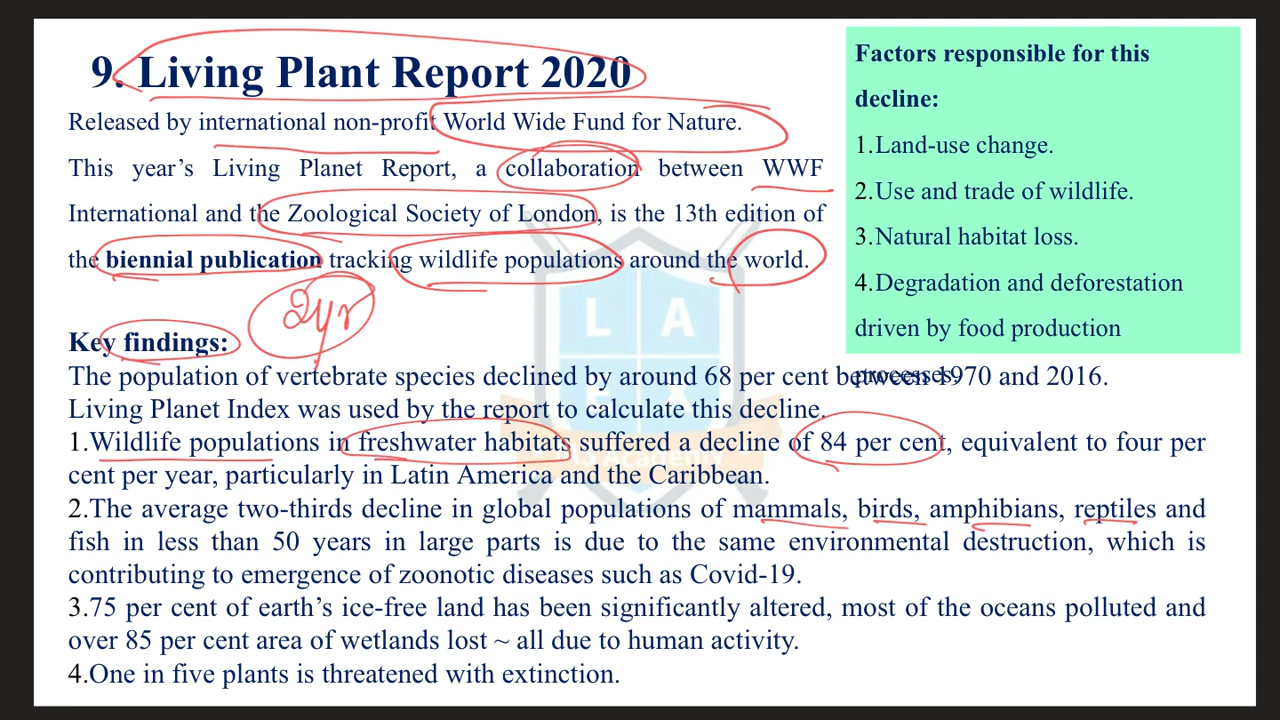 9. Living Plant Report 2020
Released by international non-profit World Wide Fund for Nature.
This year's Living Planet Report, a collaboration between WWF
International and the Zoological Society of London, is the 13th edition of
the biennial publication tracking wildlife populations around the world.
2yr
Key findings:
The population of vertebrate species declined by around 68 per cent between 1970 and 2016.
Living Planet Index was used by the report to calculate this decline.
1.Wildlife populations in freshwater habitats suffered a decline of 84 per cent, equivalent to four per
cent per year, particularly in Latin America and the Caribbean.
2.The average two-thirds decline in global populations of mammals, birds, amphibians, reptiles and
fish in less than 50 years in large parts is due to the same environmental destruction, which is
contributing to emergence of zoonotic diseases such as Covid-19.
3.75 per cent of earth's ice-free land has been significantly altered, most of the oceans polluted and
over 85 per cent area of wetlands lost ~ all due to human activity.
4.One in five plants is threatened with extinction.
Factors responsible for this
decline:
1.Land-use change.
2.Use and trade of wildlife.
3.Natural habitat loss.
4.Degradation and deforestation
driven by food production
processes.
L A
Academy